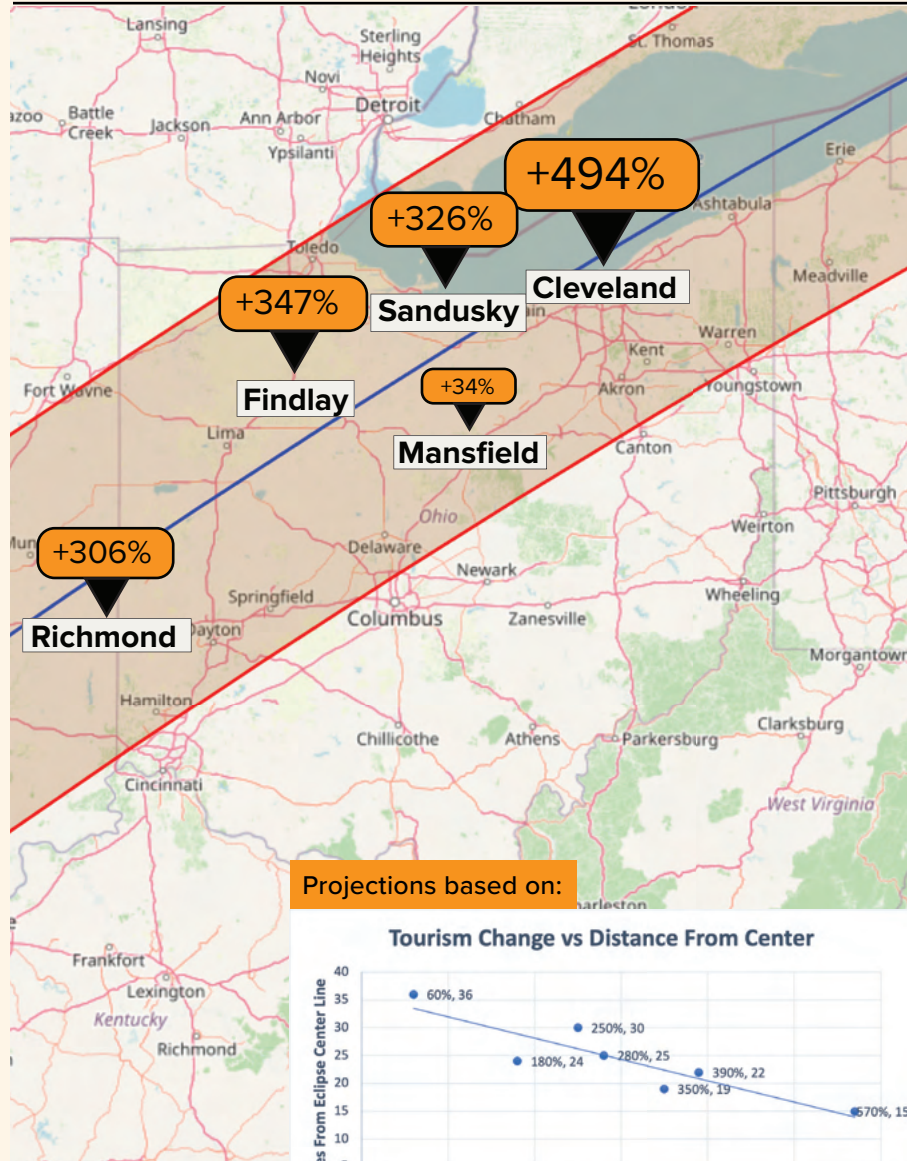 Lansing
Sterling
Heights
St. Thomas
Novi
Battle
Creek
Jackson
Ann Arbor
Detroit
Chatham
Ypsilanti
+494%
Erie
+326%
Ashtabula
Toledo
Meadville
+347%
Sandusky
Cleveland
Warren
Kent
Fort Wayne
+34%
Akron
Youngstown
Findlay
Lima
Mansfield
Canton
Pittsburgh
Ohio
Weirton
+306%
Delaware
Newark
Wheeling
Springfield
Columbus
Zanesville
Richmond
Dayton
Morgantown
Hamilton
Chillicothe
Athens
Parkersburg
Clarksburg
Cincinnati
West Virginia
Projections based on:
Tourism Change vs Distance From Center
Frankfort
Lexington
Kentucky
Richmond
From Eclipse Center Line
40
35
30
25
20
15
10
60%, 36
250%, 30
180%, 24
280%, 25
390%, 22
350%, 19
570%, 15